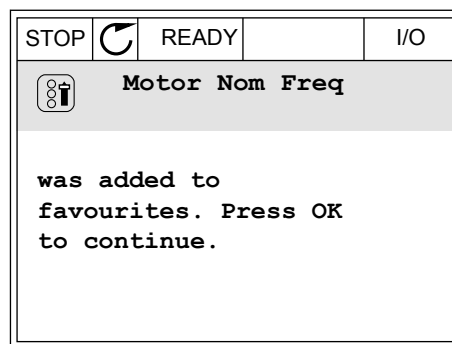 STOP READY I/O
Motor Nom Freq
was added to
favourites. Press OK
to continue.